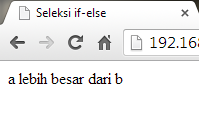 Seleksi if-else
192.168
a lebih besar dari b